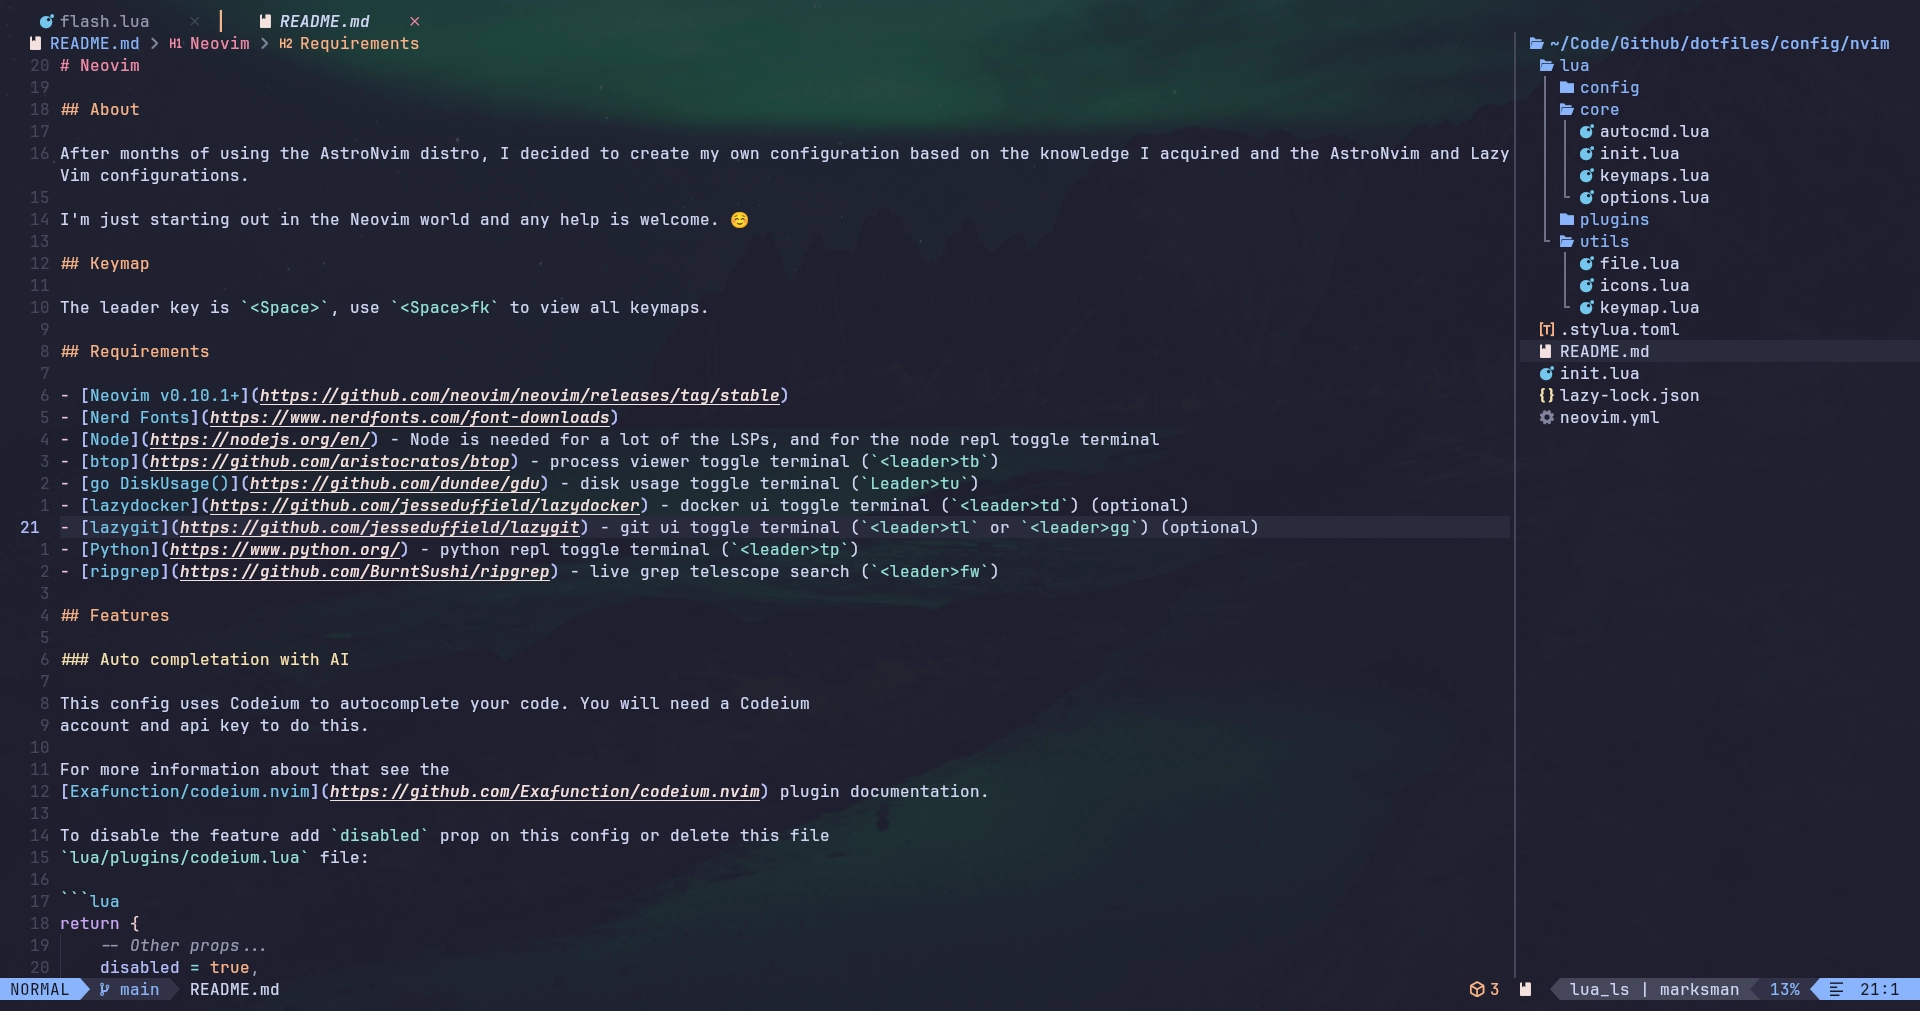 flash.lua × README.md ×
README.md > H1 Neovim > H2 Requirements
20 # Neovim
19
18 ## About
17
16 After months of using the AstroNvim distro, I decided to create my own configuration based on the knowledge I acquired and the AstroNvim and Lazy
Vim configurations.
15
14 I'm just starting out in the Neovim world and any help is welcome. ☺️
13
12 ## Keymap
11
10 The leader key is `<Space>`, use `<Space>fk` to view all keymaps.
9
8 ## Requirements
7
6 - [Neovim v0.10.1+](https://github.com/neovim/neovim/releases/tag/stable)
5 - [Nerd Fonts](https://www.nerdfonts.com/font-downloads)
4 - [Node](https://nodejs.org/en/) - Node is needed for a lot of the LSPs, and for the node repl toggle terminal
3 - [btop](https://github.com/aristocratos/btop) - process viewer toggle terminal (`<leader>tb`)
2 - [go DiskUsage()](https://github.com/dundee/gdu) - disk usage toggle terminal (`Leader>tu`)
1 - [lazydocker](https://github.com/jesseduffield/lazydocker) - docker ui toggle terminal (`<leader>td`) (optional)
21 - [lazygit](https://github.com/jesseduffield/lazygit) - git ui toggle terminal (`<leader>tl` or `<leader>gg`) (optional)
1 - [Python](https://www.python.org/) - python repl toggle terminal (`<leader>tp`)
2 - [ripgrep](https://github.com/BurntSushi/ripgrep) - live grep telescope search (`<leader>fw`)
3
4 ## Features
5
6 ### Auto completation with AI
7
8 This config uses Codeium to autocomplete your code. You will need a Codeium
9 account and api key to do this.
10
11 For more information about that see the
12 [Exafunction/codeium.nvim](https://github.com/Exafunction/codeium.nvim) plugin documentation.
13
14 To disable the feature add `disabled` prop on this config or delete this file
15 `lua/plugins/codeium.lua` file:
16
17 ```lua
18 return {
19 -- Other props...
20 disabled = true,
~/Code/Github/dotfiles/config/nvim
lua
config
core
autocmd.lua
init.lua
keymaps.lua
options.lua
plugins
utils
file.lua
icons.lua
keymap.lua
[T] .stylua.toml
README.md
init.lua
{} lazy-lock.json
neovim.yml
NORMAL main README.md 3 lua_ls | marksman 13% 21:1